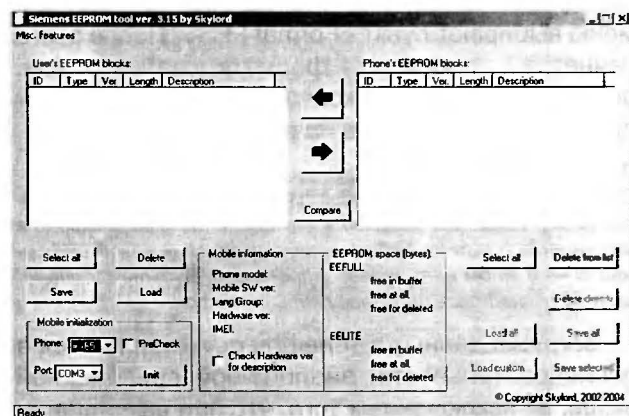 Siemens EEPROM tool ver. 3.15 by Skylord
Misc. features
User's EEPROM blocks:
ID Type Ver Length Description
Phone's EEPROM blocks:
ID Type Ver. Length Description
Compare
Select all Delete
Save Load
Mobile initialization
Phone: PreCheck
Port: COM3 Init
Mobile information
Phone model:
Mobile SW ver:
Lang Group:
Hardware ver:
IMEI:
Check Hardware ver
for description
EEPROM space (bytes):
EEFULL
free in buffer
free at all
free for deleted
EELITE
free in buffer
free at all
free for deleted
Select all Delete from list
Delete directly
Load all Save all
Load custom Save selected
© Copyright Skylord, 2002 2004
Ready